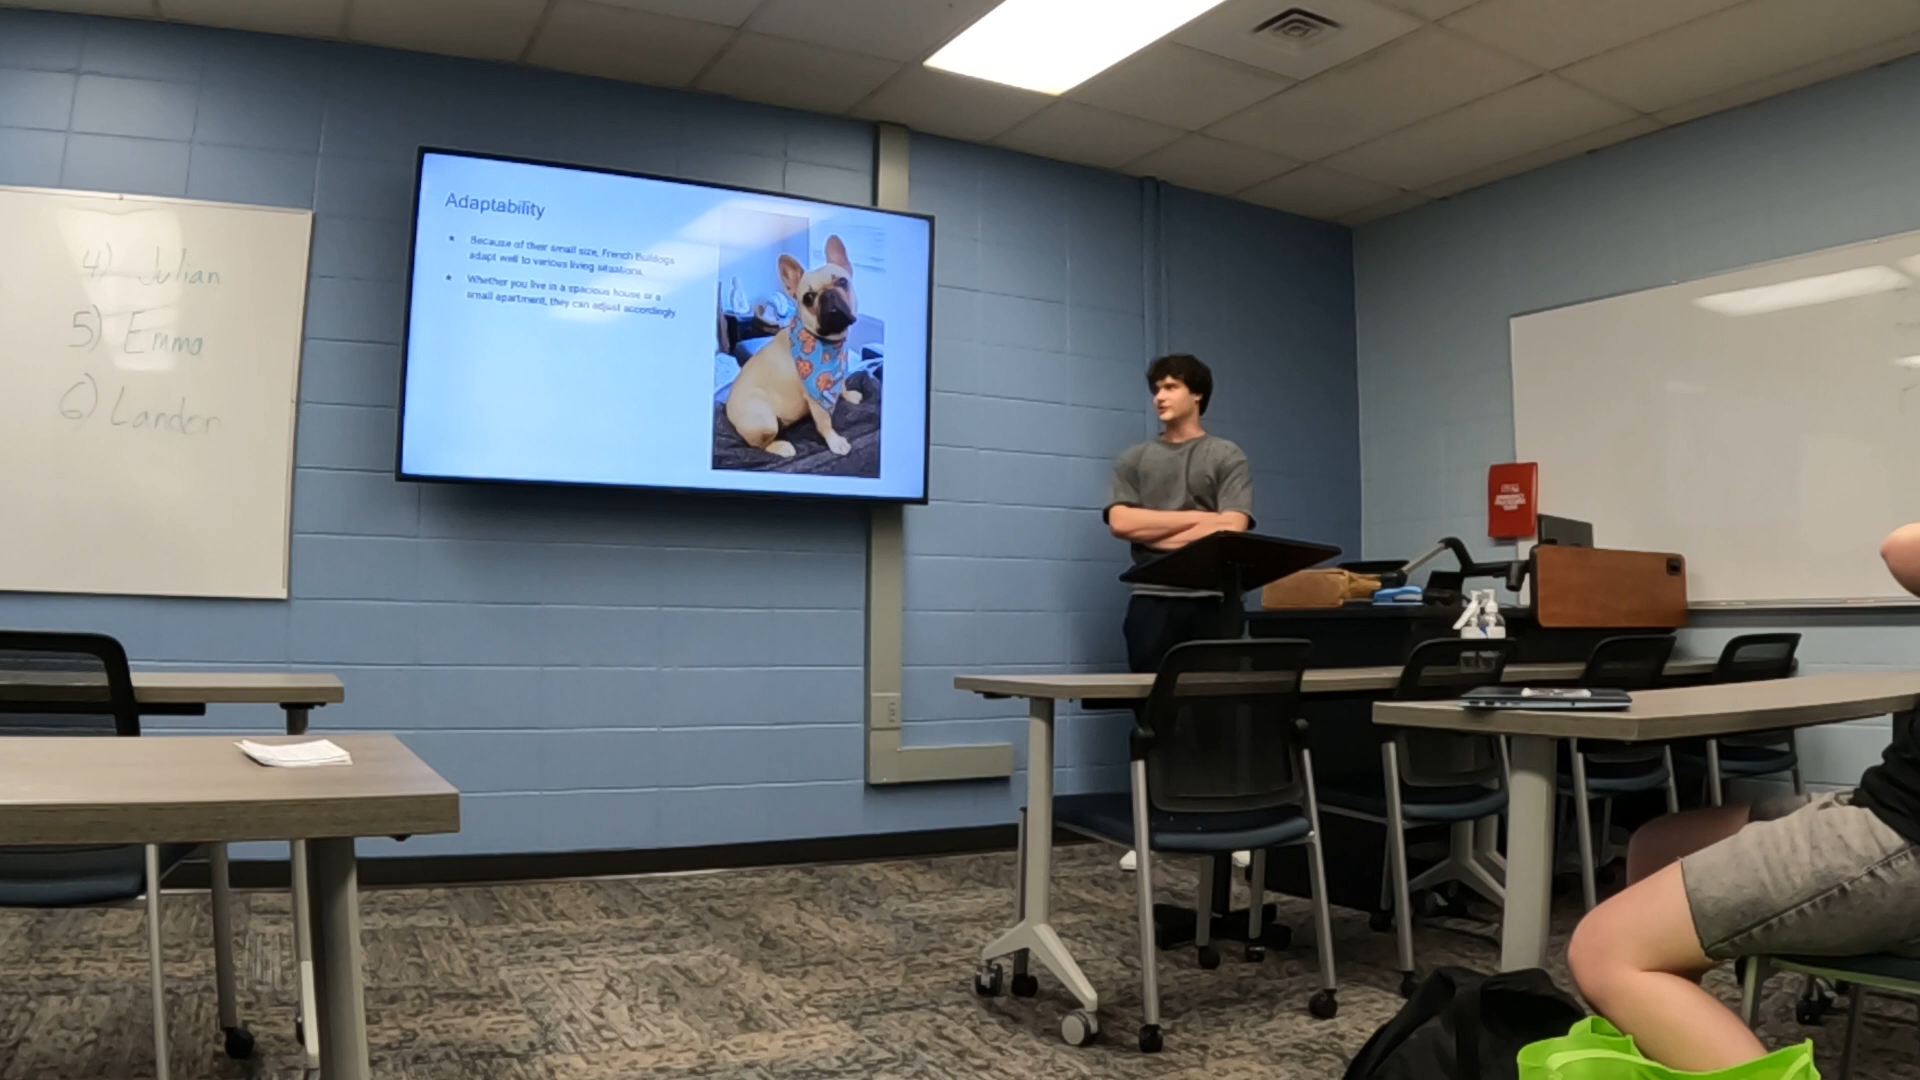 4) Julian
5) Emma
6) Lander
Adaptability
Because of their small size, French Bulldogs
adapt well to various living situations.
Whether you live in a spacious house or a
small apartment, they can adjust accordingly.